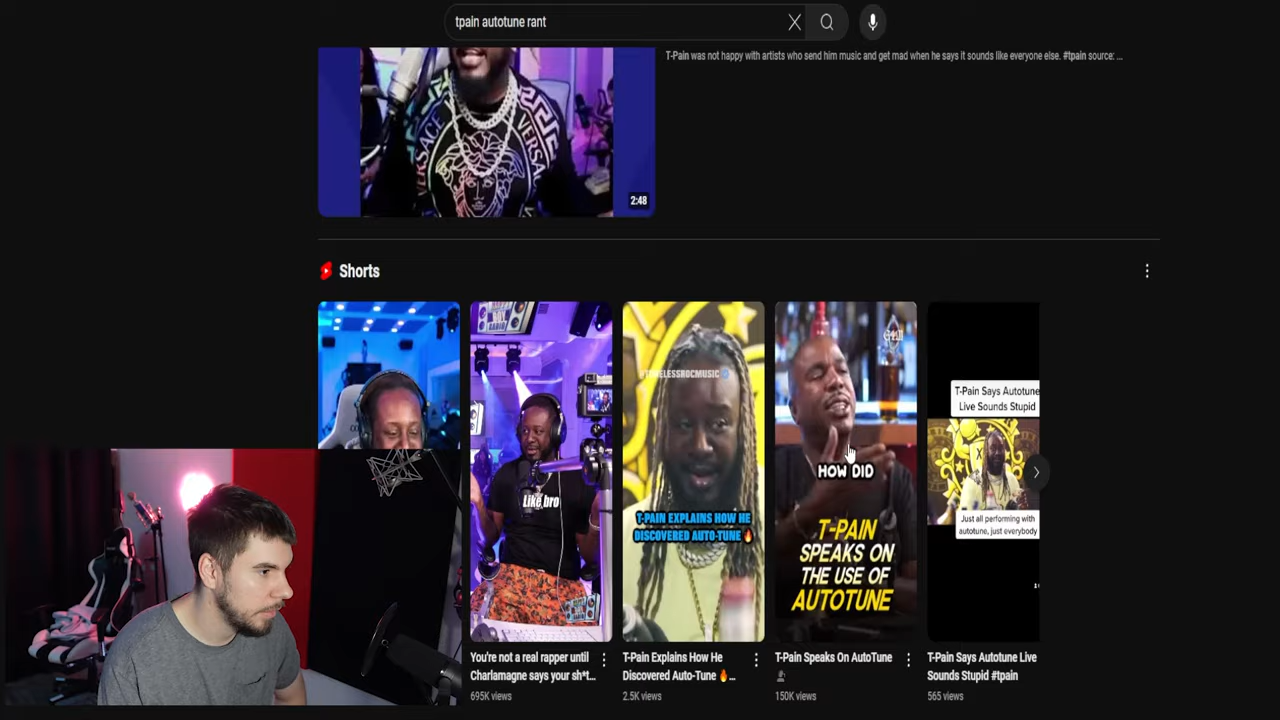 tpain autotune rant
T-Pain was not happy with artists who send him music and get mad when he says it sounds like everyone else. #tpain source: ...
VERSACE
VERSA
2:48
Shorts
Like bro
T-PAIN EXPLAINS HOW HE
DISCOVERED AUTO-TUNE 🔥
HOW DID
T-PAIN
SPEAKS ON
THE USE OF
AUTOTUNE
T-Pain Says Autotune
Live Sounds Stupid
Just all performing with
autotune, just everybody
You're not a real rapper until
Charlamagne says your sh*t...
695K views
T-Pain Explains How He
Discovered Auto-Tune 🔥...
2.5K views
T-Pain Speaks On AutoTune
150K views
T-Pain Says Autotune Live
Sounds Stupid #tpain
565 views